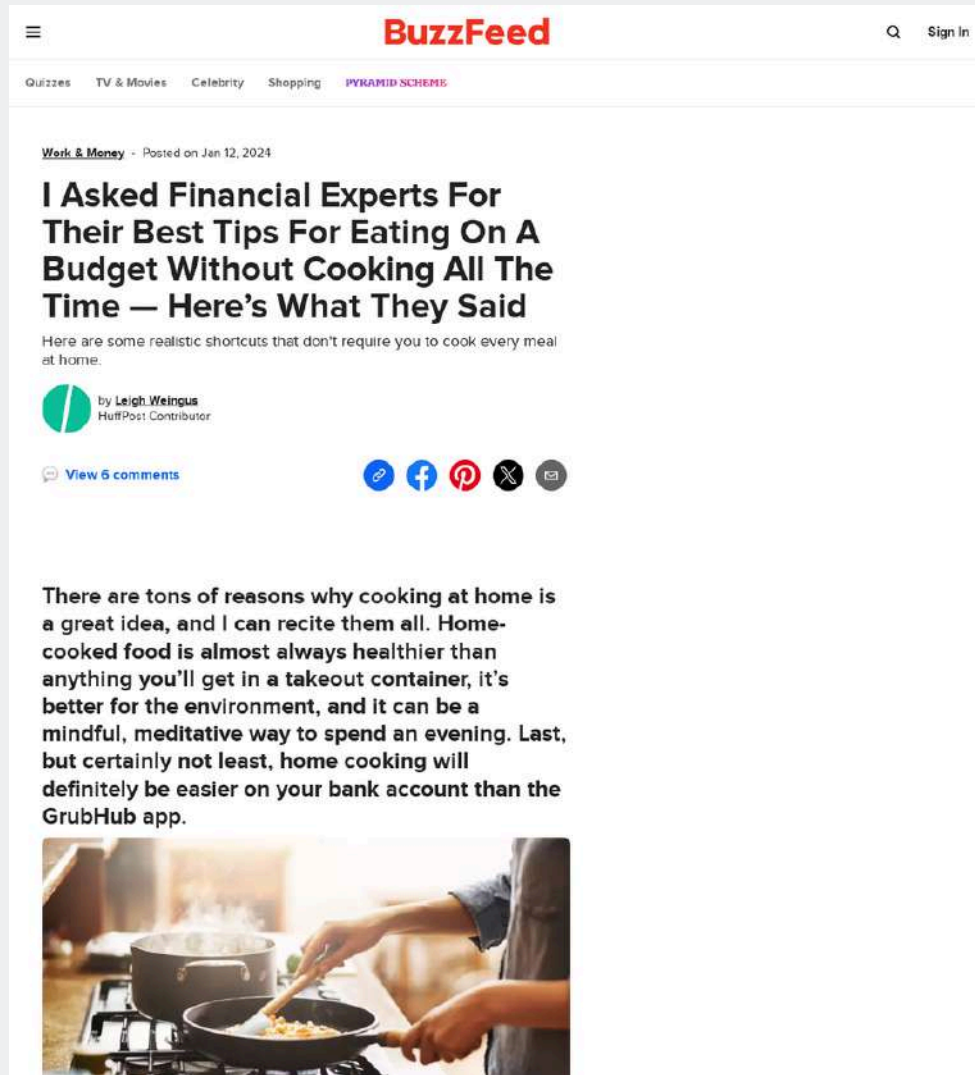 BuzzFeed
Sign In
Quizzes TV & Movies Celebrity Shopping PYRAMID SCHEME
Work & Money - Posted on Jan 12, 2024
I Asked Financial Experts For
Their Best Tips For Eating On A
Budget Without Cooking All The
Time — Here's What They Said
Here are some realistic shortcuts that don't require you to cook every meal
at home.
by Leigh Weingus
HuffPost Contributor
View 6 comments
There are tons of reasons why cooking at home is
a great idea, and I can recite them all. Home-
cooked food is almost always healthier than
anything you'll get in a takeout container, it's
better for the environment, and it can be a
mindful, meditative way to spend an evening. Last,
but certainly not least, home cooking will
definitely be easier on your bank account than the
GrubHub app.